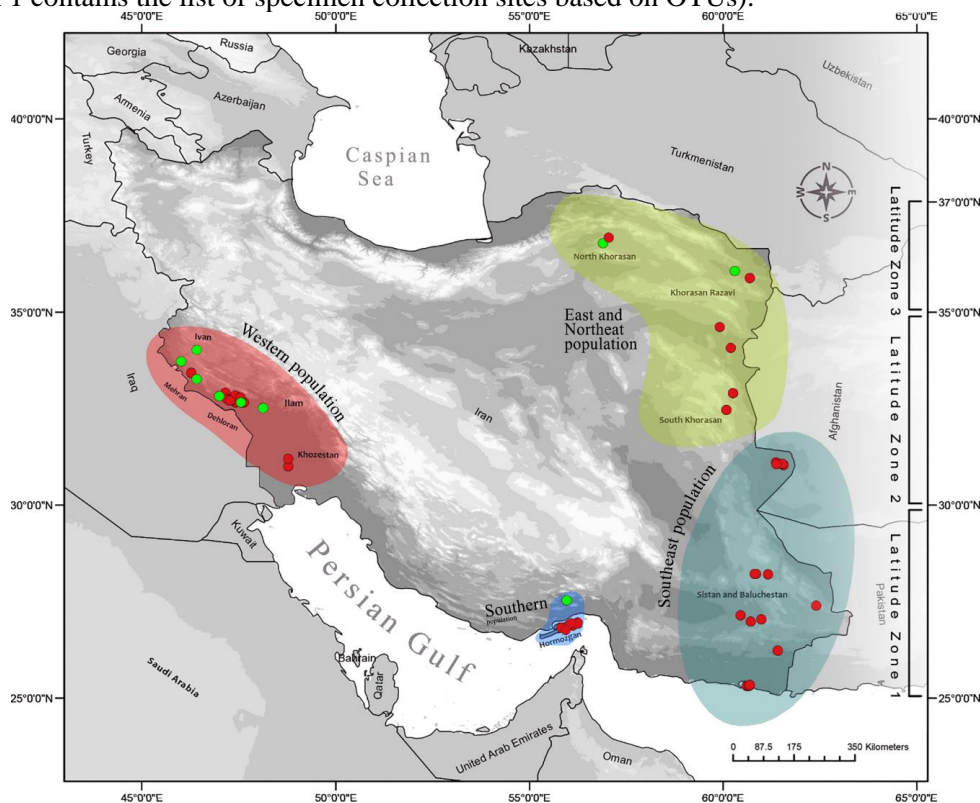 1 contains the list of specimen collection sites based on OTUs).
45°0'0"E
50°0'0"E
55°0'0"E
60°0'0"E
65°0'0"E
Georgia
Russia
Kazakhstan
Uzbekistan
Armenia
Azerbaijan
40°0'0"N
40°0'0"N
Turkey
Caspian
Sea
Turkmenistan
N
W
E
S
37°0'0"N
Latitude Zone 3
North Khorasan
Khorasan Razavi
35°0'0"N
35°0'0"N
East and
Northeat
population
Western population
Ivan
Iraq
Mehran
Ilam
Dehloran
Iran
South Khorasan
Afghanistan
Latitude Zone 2
Khozestan
30°0'0"N
30°0'0"N
Kuwait
Southeast population
Persian Gulf
Sistan and Baluchestan
Pakistan
Latitude Zone 1
Southern
population
Hormozgan
Bahrain
Qatar
Saudi Arabia
25°0'0"N
25°0'0"N
United Arab Emirates
Oman
0 87.5 175 350 Kilometers
45°0'0"E
50°0'0"E
55°0'0"E
60°0'0"E
65°0'0"E